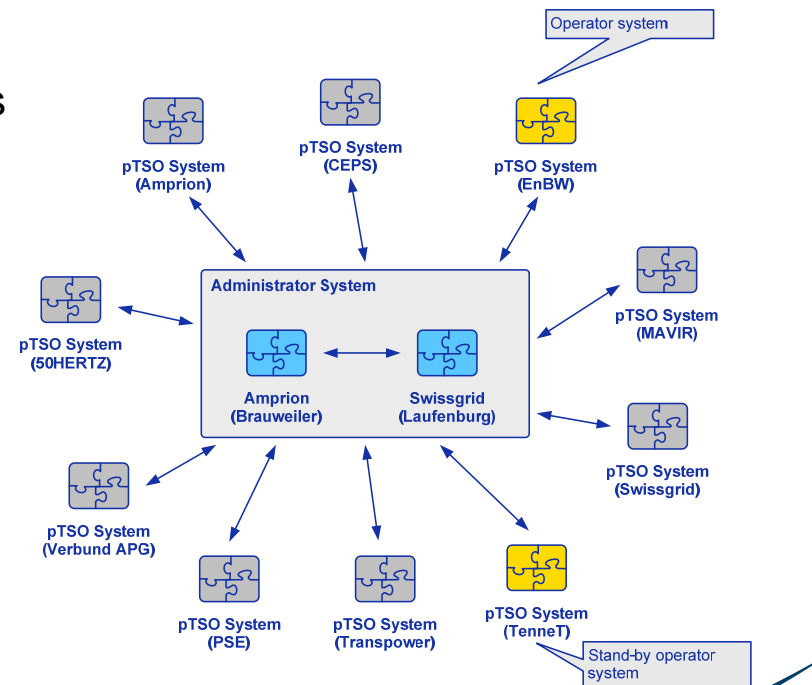 s
Operator system
pTSO System
(Amprion)
pTSO System
(CEPS)
pTSO System
(EnBW)
Administrator System
pTSO System
(MAVIR)
pTSO System
(50HERTZ)
Amprion
(Brauweiler)
Swissgrid
(Laufenburg)
pTSO System
(Swissgrid)
pTSO System
(Verbund APG)
pTSO System
(PSE)
pTSO System
(Transpower)
pTSO System
(TenneT)
Stand-by operator
system